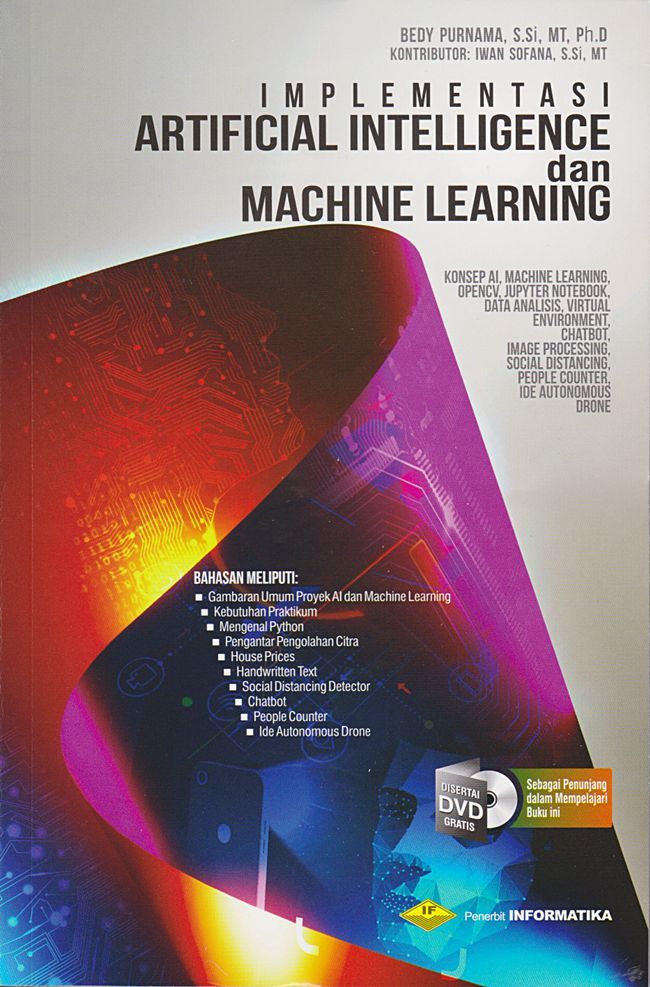 BEDY PURNAMA, S.Si, MT, Ph.D
KONTRIBUTOR: IWAN SOFANA, S.Si, MT
IMPLEMENTASI
ARTIFICIAL INTELLIGENCE
dan
MACHINE LEARNING
KONSEP AI, MACHINE LEARNING,
OPENCV, JUPYTER NOTEBOOK,
DATA ANALISIS, VIRTUAL
ENVIRONMENT,
CHATBOT,
IMAGE PROCESSING,
SOCIAL DISTANCING,
PEOPLE COUNTER,
IDE AUTONOMOUS
DRONE
BAHASAN MELIPUTI:
Gambaran Umum Proyek AI dan Machine Learning
Kebutuhan Praktikum
Mengenal Python
Pengantar Pengolahan Citra
House Prices
Handwritten Text
Social Distancing Detector
Chatbot
People Counter
Ide Autonomous Drone
DISERTAI
DVD
GRATIS
Sebagai Penunjang
dalam Mempelajari
Buku ini
IF
Penerbit INFORMATIKA